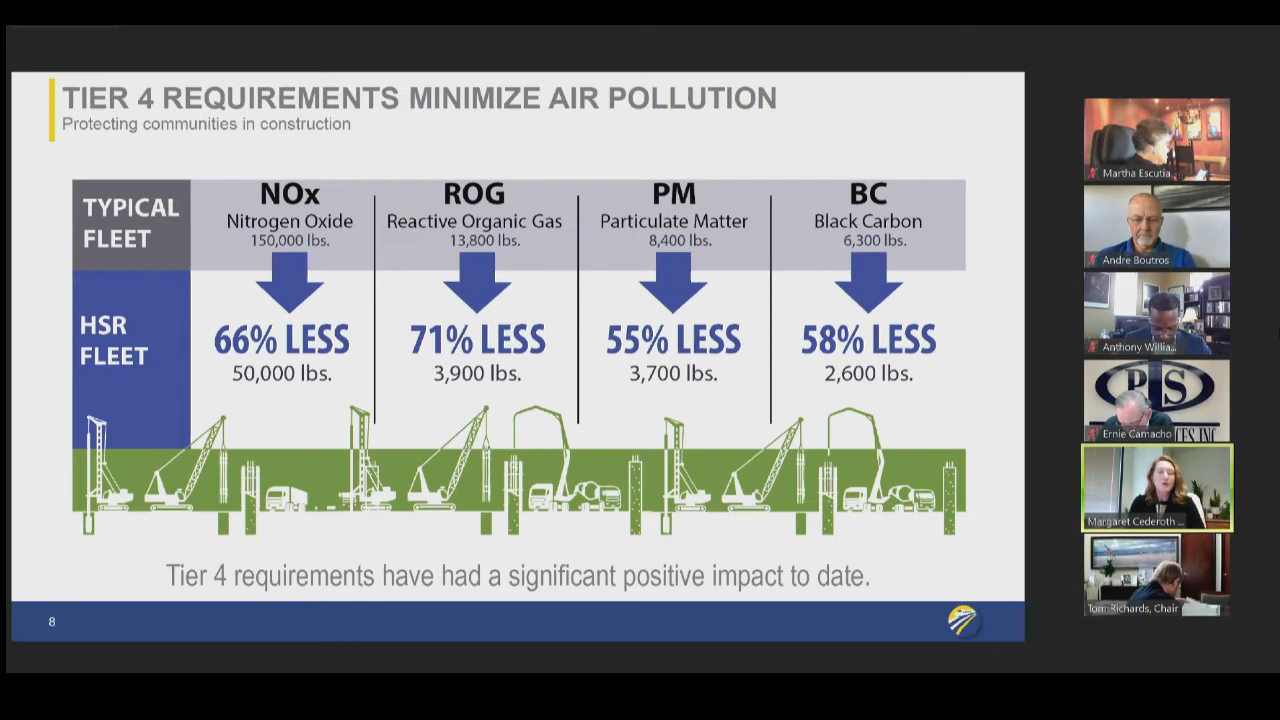 TIER 4 REQUIREMENTS MINIMIZE AIR POLLUTION
Protecting communities in construction
TYPICAL
FLEET
NOx
Nitrogen Oxide
150,000 lbs.
ROG
Reactive Organic Gas
13,800 lbs.
PM
Particulate Matter
8,400 lbs.
BC
Black Carbon
6,300 lbs.
HSR
FLEET
66% LESS
50,000 lbs.
71% LESS
3,900 lbs.
55% LESS
3,700 lbs.
58% LESS
2,600 lbs.
Tier 4 requirements have had a significant positive impact to date.
8
Martha Escutia
Andre Boutros
Anthony Willia...
Ernie Camacho
Margaret Cederoth ...
Tom Richards, Chair